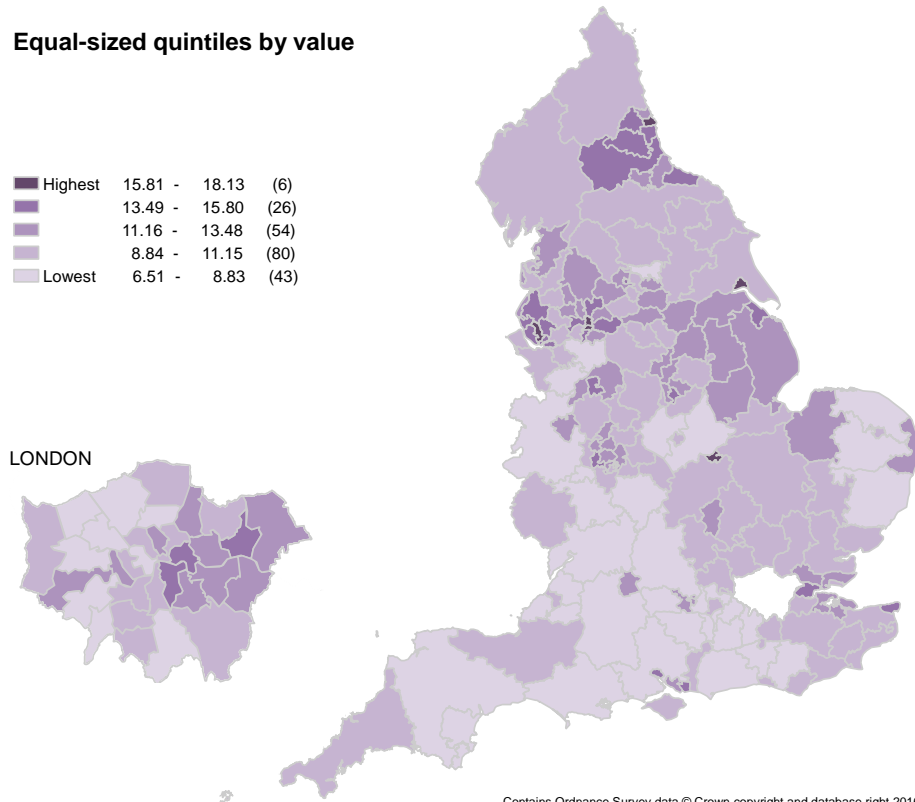 Equal-sized quintiles by value
Highest 15.81 - 18.13 (6)
13.49 - 15.80 (26)
11.16 - 13.48 (54)
8.84 - 11.15 (80)
Lowest 6.51 - 8.83 (43)
LONDON
Contains Ordnance Survey data © Crown copyright and database right 201